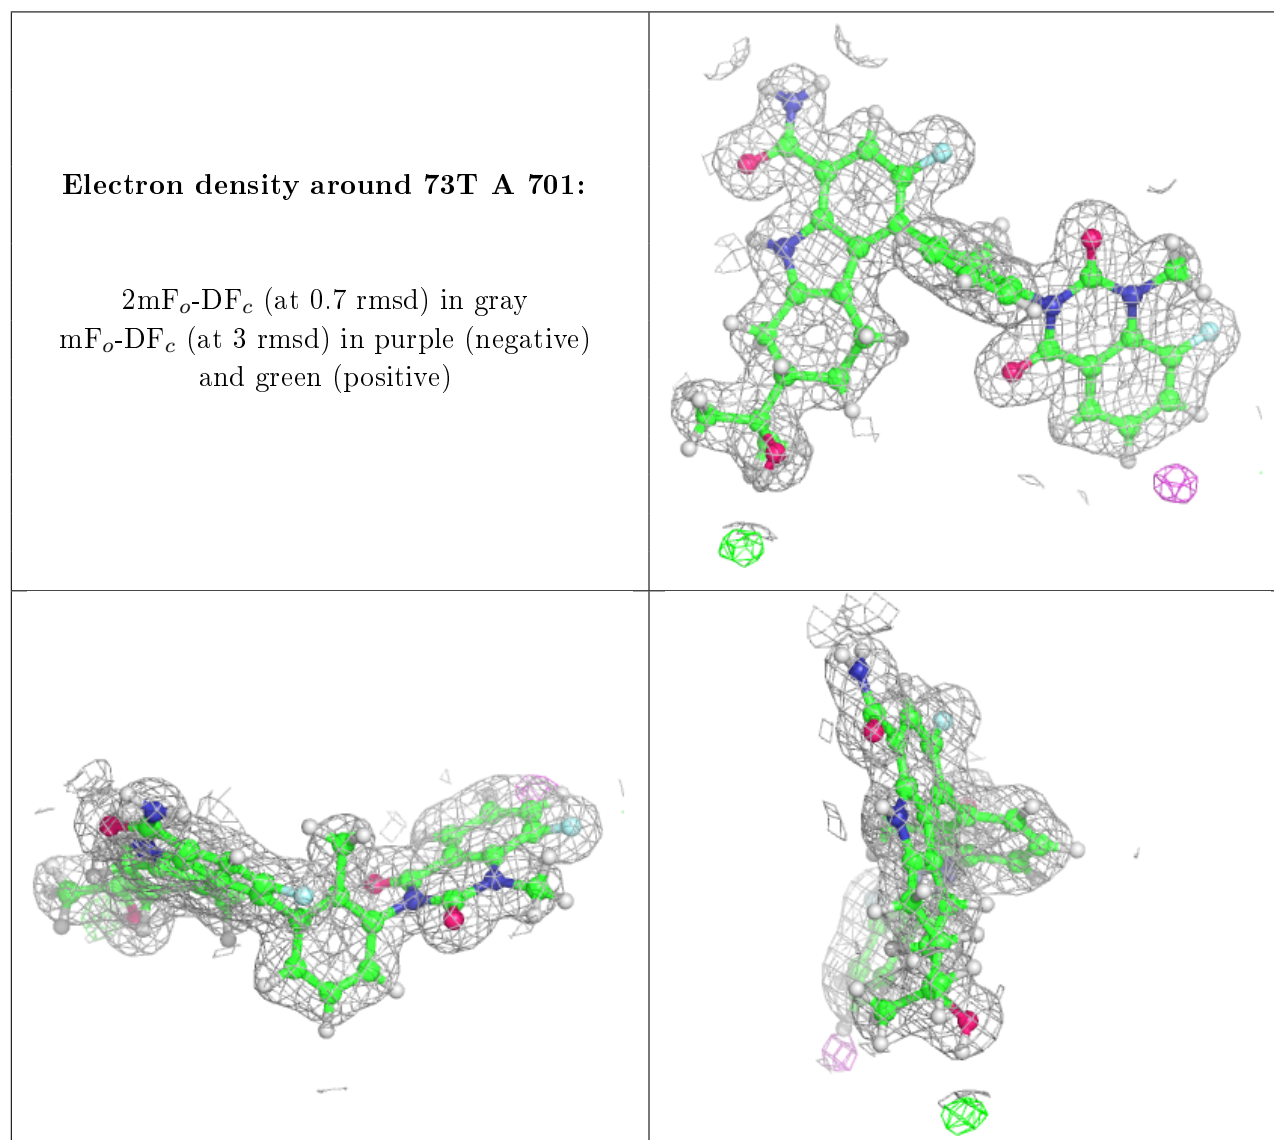 Electron density around 73T A 701:
2mFₒ-DF𝒸 (at 0.7 rmsd) in gray
mFₒ-DF𝒸 (at 3 rmsd) in purple (negative)
and green (positive)